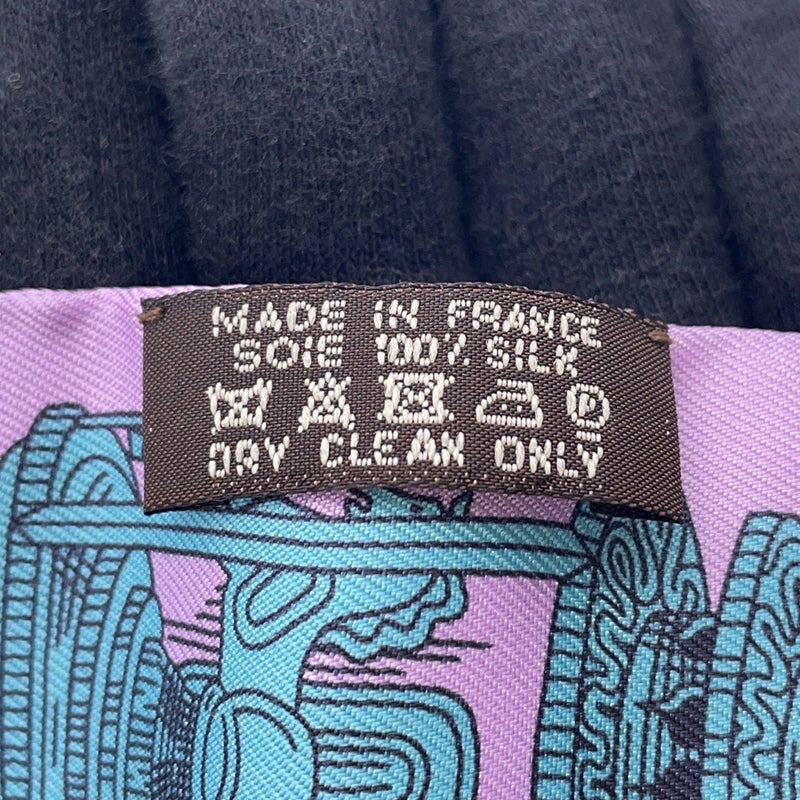 MADE IN FRANCE
SOIE 100% SILK
P
DRY CLEAN ONLY